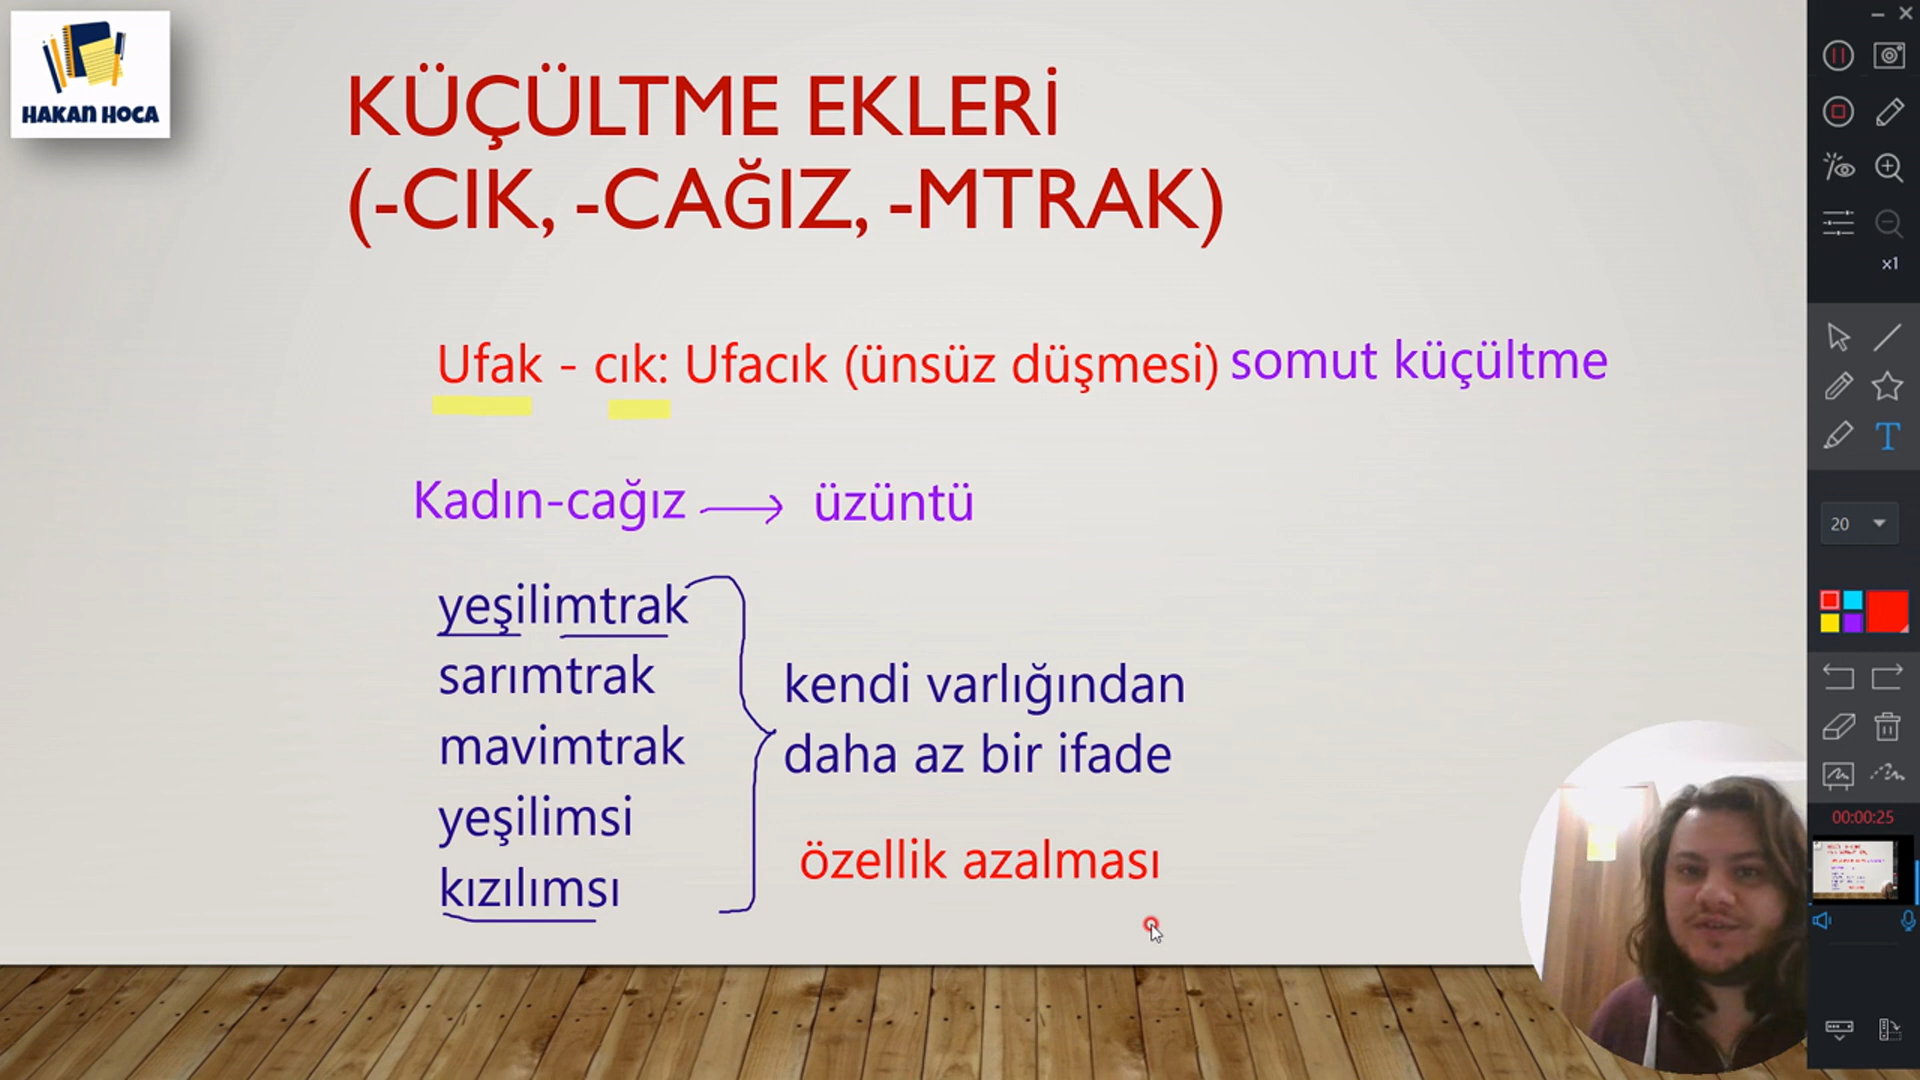 HAKAN HOCA
KÜÇÜLTME EKLERİ
(-CIK, -CAĞIZ, -MTRAK)
Ufak - cık: Ufacık (ünsüz düşmesi) somut küçültme
Kadın-cağız üzüntü
yeşilimtrak
sarımtrak
mavimtrak
yeşilimsi
kızılımsı
kendi varlığından
daha az bir ifade
özellik azalması
x1
T
20
00:00:25